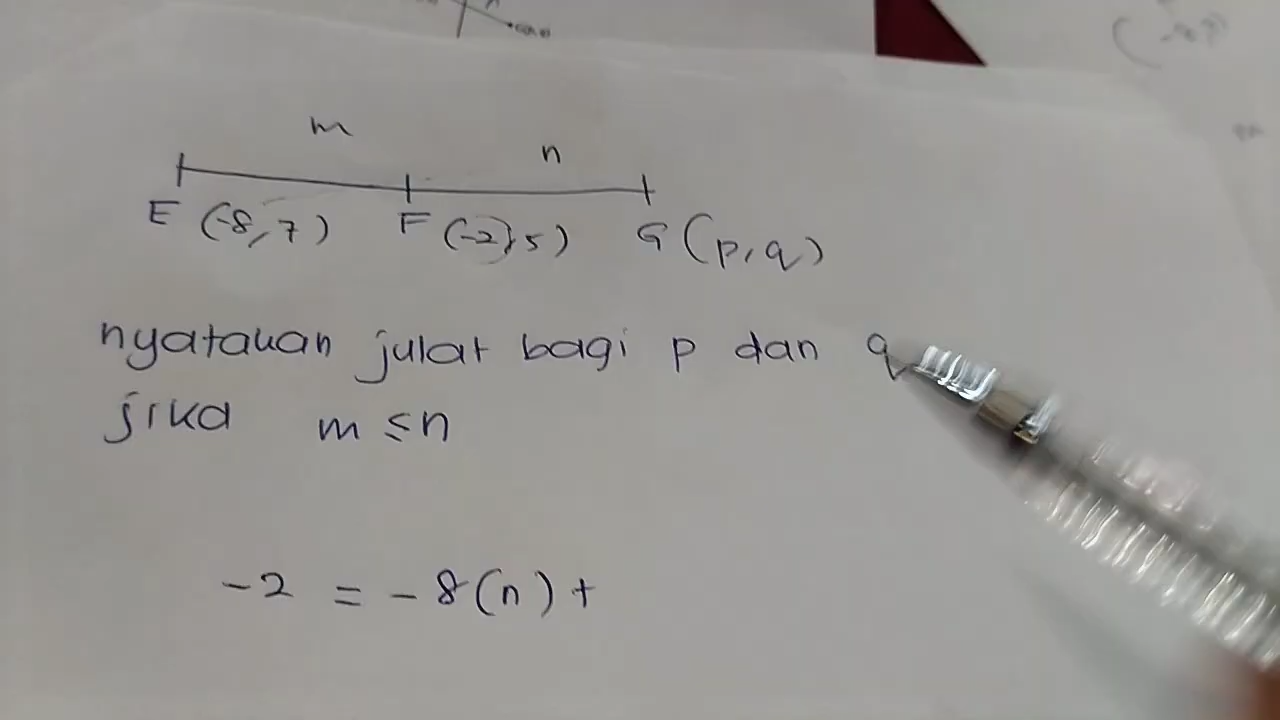 m
n
E (-8, 7) F (-2, 5) G (p, q)
nyatakan julat bagi p dan q
jika m ≤ n
-2 = -8(n) +